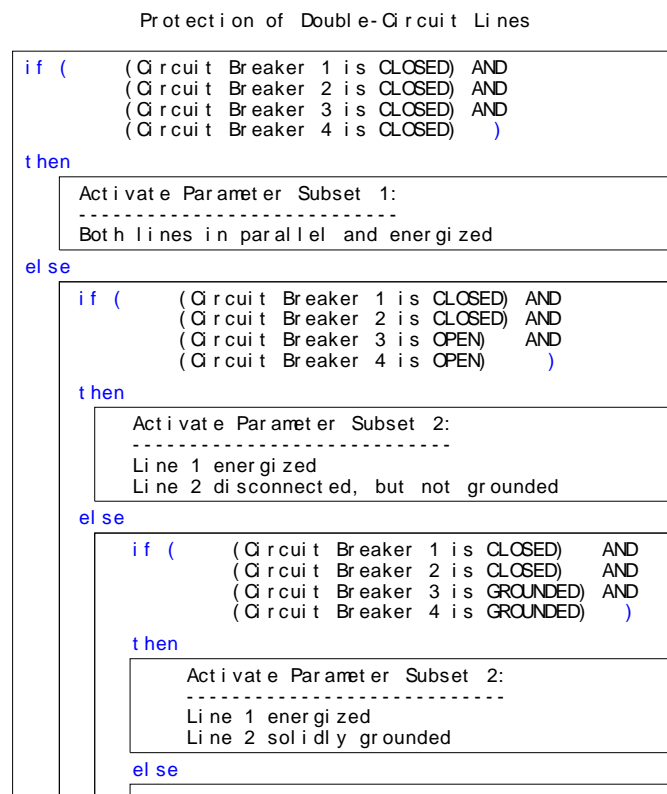 Protection of Double-Circuit Lines
if ( (Circuit Breaker 1 is CLOSED) AND
(Circuit Breaker 2 is CLOSED) AND
(Circuit Breaker 3 is CLOSED) AND
(Circuit Breaker 4 is CLOSED) )
then
Activate Parameter Subset 1:
-----------------------------
Both lines in parallel and energized
else
if ( (Circuit Breaker 1 is CLOSED) AND
(Circuit Breaker 2 is CLOSED) AND
(Circuit Breaker 3 is OPEN) AND
(Circuit Breaker 4 is OPEN) )
then
Activate Parameter Subset 2:
-----------------------------
Line 1 energized
Line 2 disconnected, but not grounded
else
if ( (Circuit Breaker 1 is CLOSED) AND
(Circuit Breaker 2 is CLOSED) AND
(Circuit Breaker 3 is GROUNDED) AND
(Circuit Breaker 4 is GROUNDED) )
then
Activate Parameter Subset 2:
-----------------------------
Line 1 energized
Line 2 solidly grounded
else